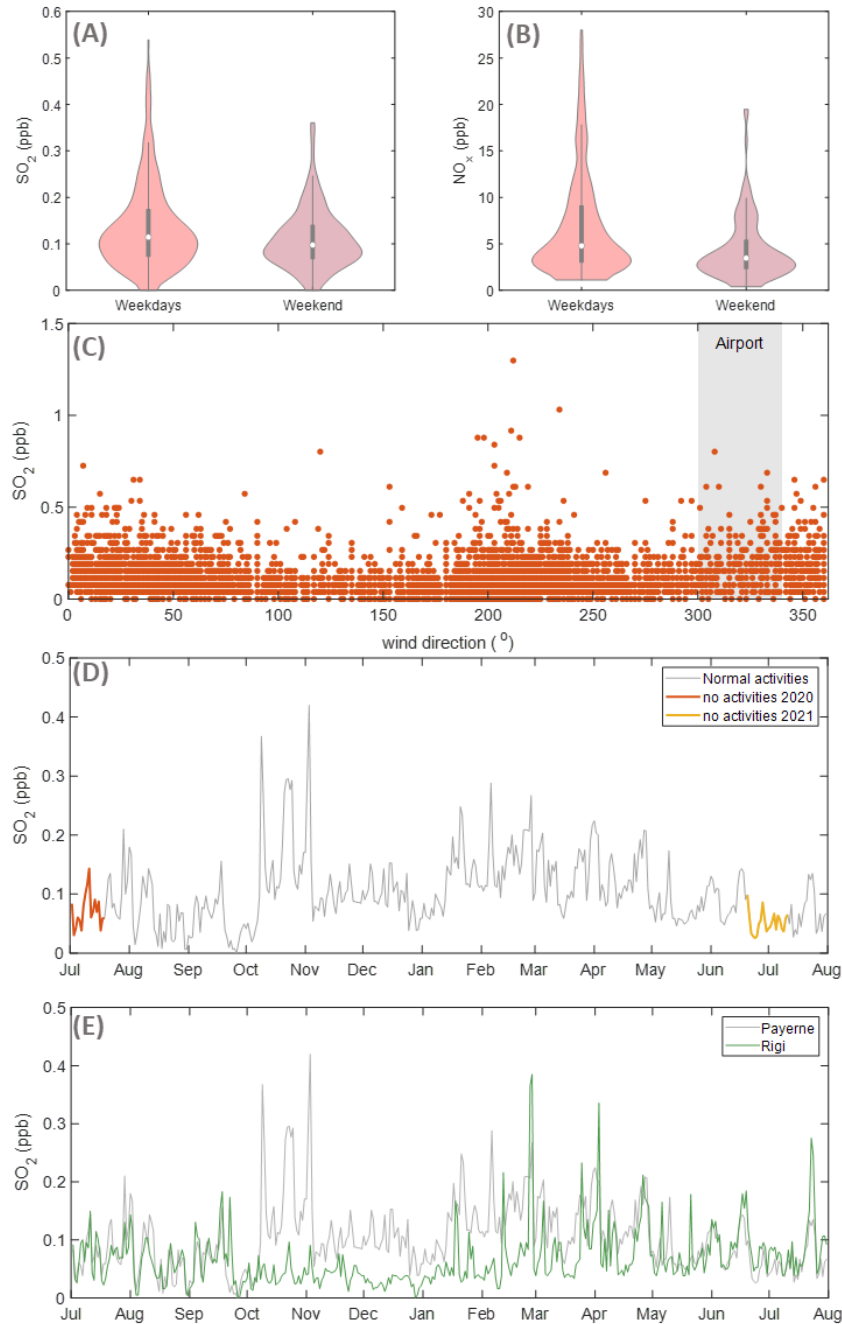 (A)
0.6
0.5
0.4
0.3
0.2
0.1
0
SO2 (ppb)
Weekdays Weekend
(B)
30
25
20
15
10
5
0
NOx (ppb)
Weekdays Weekend
(C)
Airport
1.5
1
0.5
0
SO2 (ppb)
0 50 100 150 200 250 300 350
wind direction ( o)
(D)
Normal activities
no activities 2020
no activities 2021
0.5
0.4
0.3
0.2
0.1
0
SO2 (ppb)
Jul Aug Sep Oct Nov Dec Jan Feb Mar Apr May Jun Jul Aug
(E)
Payerne
Rigi
0.5
0.4
0.3
0.2
0.1
0
SO2 (ppb)
Jul Aug Sep Oct Nov Dec Jan Feb Mar Apr May Jun Jul Aug